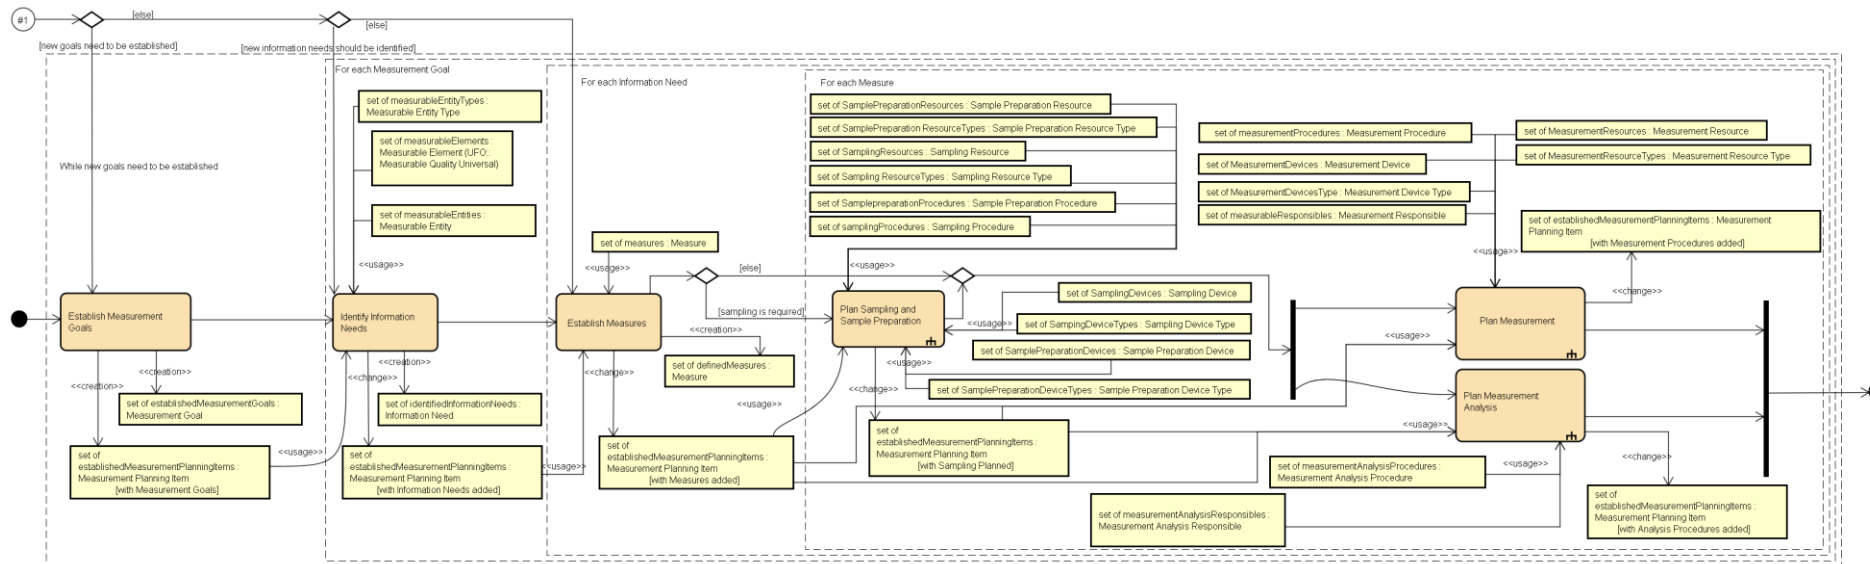 #1
[else]
[else]
[new goals need to be established]
[new information needs should be identified]
For each Measurement Goal
For each Information Need
For each Measure
While new goals need to be established
set of measurableEntityTypes :
Measurable Entity Type
set of measurableElements :
Measurable Element (UFO::
Measurable Quality Universal)
set of measurableEntities :
Measurable Entity
<<usage>>
set of measures : Measure
<<usage>>
set of SamplePreparationResources : Sample Preparation Resource
set of SamplePreparation ResourceTypes : Sample Preparation Resource Type
set of SamplingResources : Sampling Resource
set of Sampling ResourceTypes : Sampling Resource Type
set of SamplepreparationProcedures : Sample Preparation Procedure
set of samplingProcedures : Sampling Procedure
<<usage>>
set of measurementProcedures : Measurement Procedure
set of MeasurementDevices : Measurement Device
set of MeasurementDevicesType : Measurement Device Type
set of measurableResponsibles : Measurement Responsible
set of MeasurementResources : Measurement Resource
set of MeasurementResourceTypes : Measurement Resource Type
set of establishedMeasurementPlanningItems : Measurement
Planning Item
[with Measurement Procedures added]
<<usage>>
<<change>>
[else]
[sampling is required]
Establish Measurement
Goals
Identify Information
Needs
Establish Measures
Plan Sampling and
Sample Preparation
Plan Measurement
Plan Measurement
Analysis
set of SamplingDevices : Sampling Device
<<usage>>
set of SampingDeviceTypes : Sampling Device Type
set of SamplePreparationDevices : Sample Preparation Device
<<usage>>
set of SamplePreparationDeviceTypes : Sample Preparation Device Type
<<creation>>
<<creation>>
set of establishedMeasurementGoals :
Measurement Goal
set of
establishedMeasurementPlanningItems :
Measurement Planning Item
[with Measurement Goals]
<<usage>>
<<creation>>
<<change>>
set of identifiedInformationNeeds :
Information Need
set of
establishedMeasurementPlanningItems :
Measurement Planning Item
[with Information Needs added]
<<usage>>
<<creation>>
<<change>>
set of definedMeasures :
Measure
set of
establishedMeasurementPlanningItems :
Measurement Planning Item
[with Measures added]
<<usage>>
<<change>>
set of
establishedMeasurementPlanningItems :
Measurement Planning Item
[with Sampling Planned]
<<usage>>
<<usage>>
set of measurementAnalysisProcedures :
Measurement Analysis Procedure
<<usage>>
set of measurementAnalysisResponsibles :
Measurement Analysis Responsible
<<change>>
set of
establishedMeasurementPlanningItems :
Measurement Planning Item
[with Analysis Procedures added]